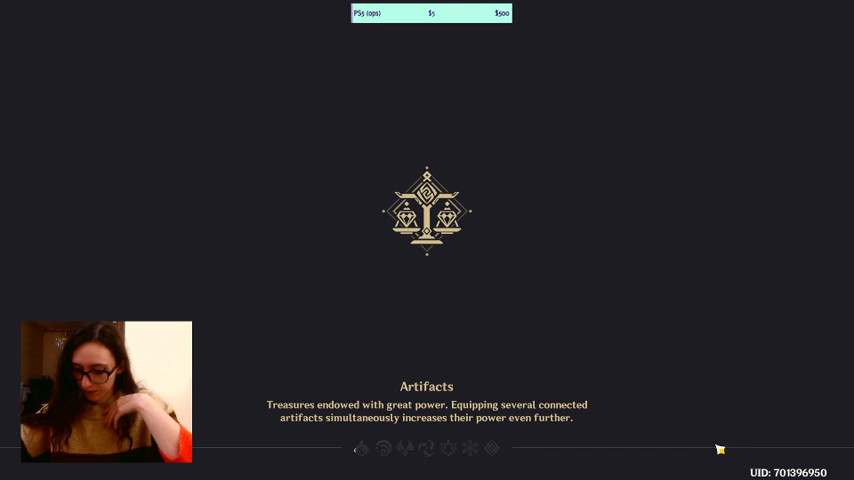 PS5 (ops) $5 $500
Artifacts
Treasures endowed with great power. Equipping several connected
artifacts simultaneously increases their power even further.
UID: 701396950